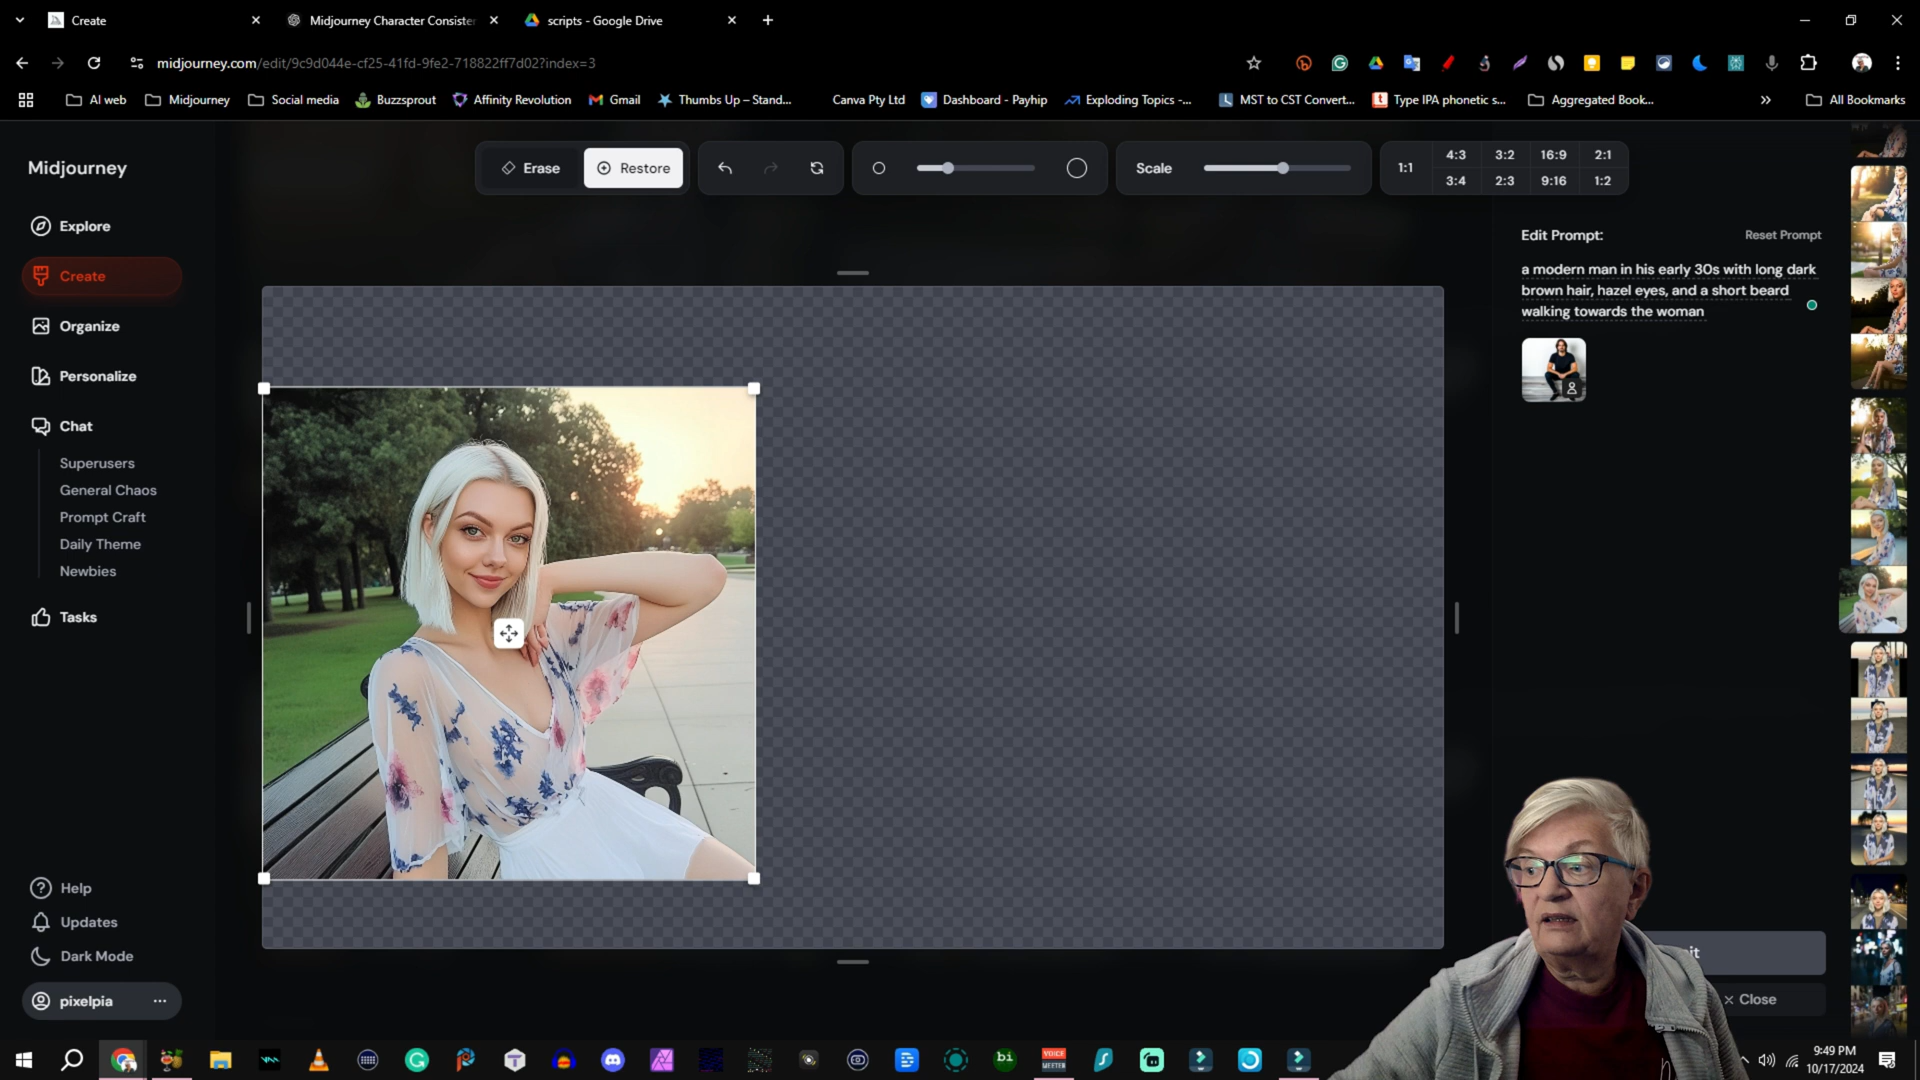 Create
Midjourney Character Consister
scripts - Google Drive
midjourney.com/edit/9c9d044e-cf25-41fd-9fe2-718822ff7d02?index=3
AI web
Midjourney
Social media
Buzzsprout
Affinity Revolution
Gmail
Thumbs Up – Stand...
Canva Pty Ltd
Dashboard - Payhip
Exploding Topics -...
MST to CST Convert...
Type IPA phonetic s...
Aggregated Book...
»
All Bookmarks
Midjourney
Explore
Create
Organize
Personalize
Chat
Superusers
General Chaos
Prompt Craft
Daily Theme
Newbies
Tasks
Help
Updates
Dark Mode
pixelpia
Erase
Restore
Scale
1:1
4:3 3:2 16:9 2:1
3:4 2:3 9:16 1:2
Edit Prompt:
Reset Prompt
a modern man in his early 30s with long dark
brown hair, hazel eyes, and a short beard
walking towards the woman
it
Close
bi
VOICE
MEETER
9:49 PM
10/17/2024